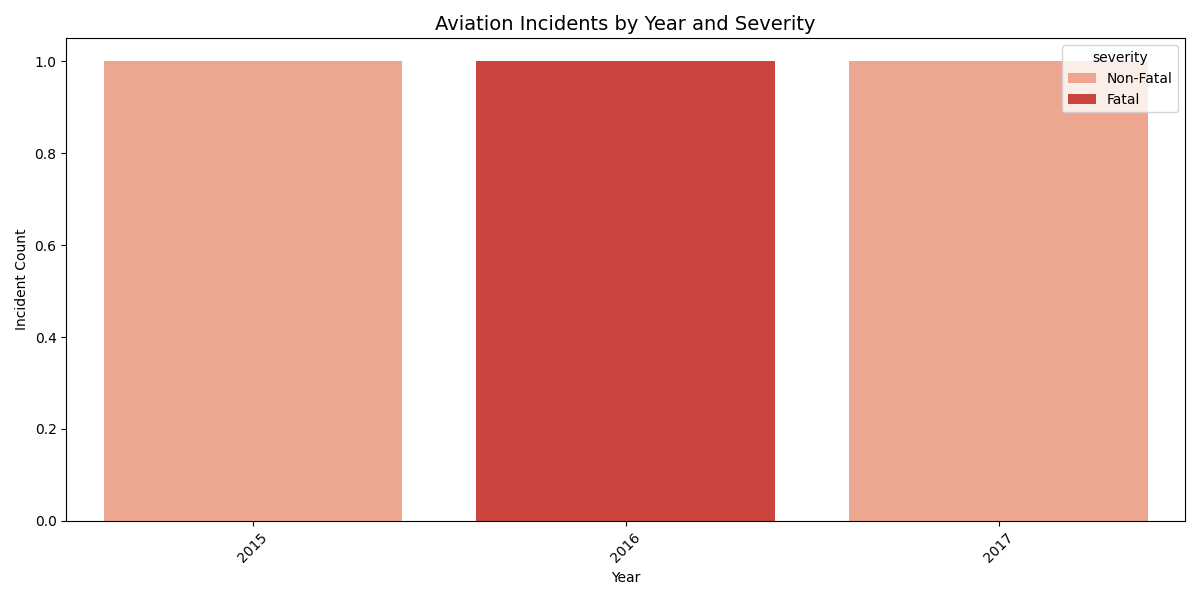 Aviation Incidents by Year and Severity
severity
Non-Fatal
Fatal
Incident Count
1.0
0.8
0.6
0.4
0.2
0.0
2015
2016
2017
Year